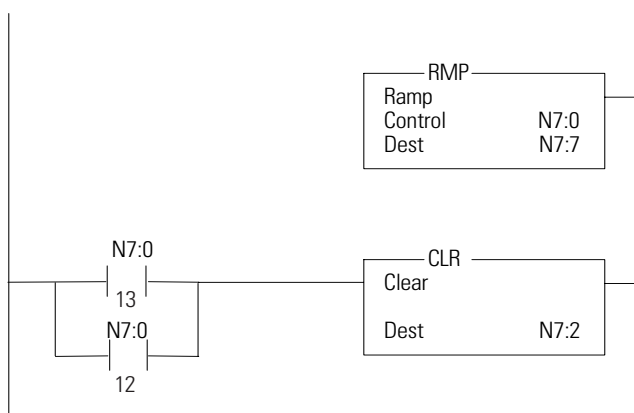 RMP
Ramp
Control N7:0
Dest N7:7
N7:0
13
N7:0
12
CLR
Clear
Dest N7:2